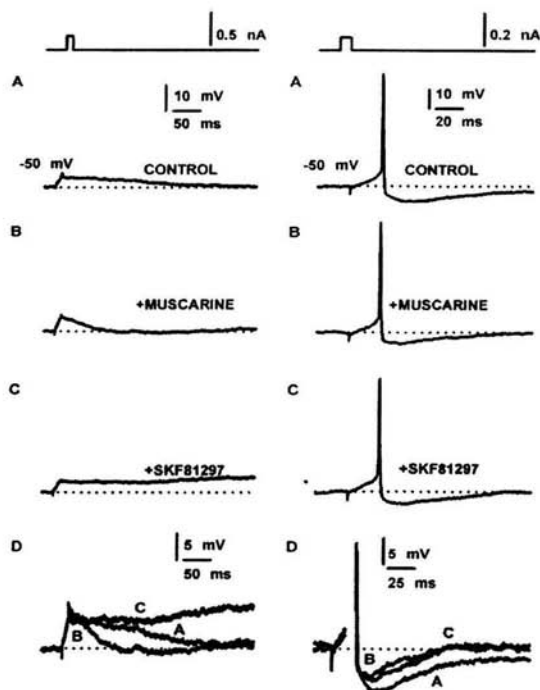 0.5 nA
0.2 nA
A
10 mV
50 ms
-50 mV
CONTROL
A
10 mV
20 ms
-50 mV
CONTROL
B
+MUSCARINE
B
+MUSCARINE
C
+SKF81297
C
+SKF81297
D
5 mV
50 ms
C
A
B
D
5 mV
25 ms
C
B
A